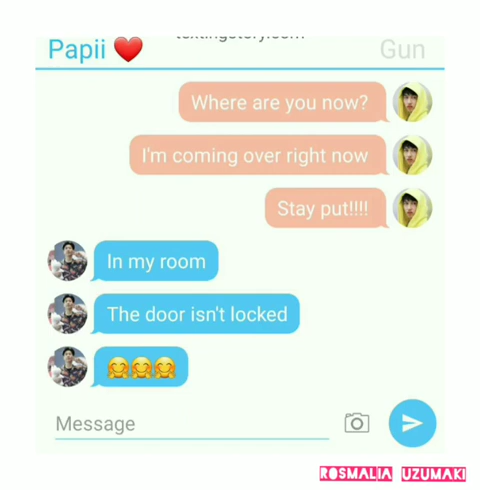 Papii ❤️
Gun
Where are you now?
I'm coming over right now
Stay put!!!!
In my room
The door isn't locked
🤗🤗🤗
Message
ROSMALIA UZUMAKI